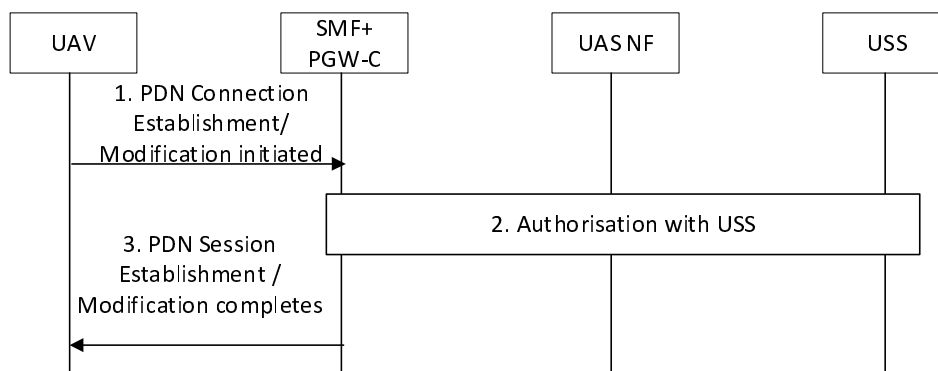 UAV
SMF+
PGW-C
UAS NF
USS
1. PDN Connection
Establishment/
Modification initiated
2. Authorisation with USS
3. PDN Session
Establishment /
Modification completes